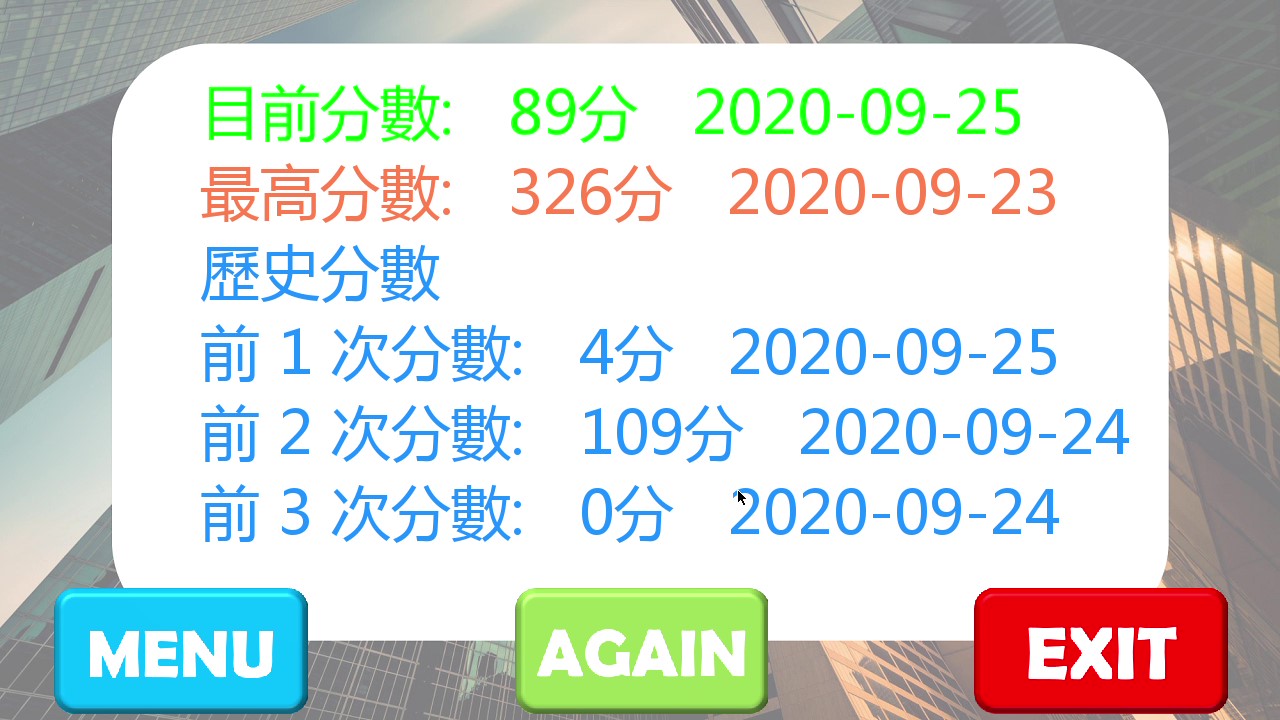 目前分數: 89分 2020-09-25
最高分數: 326分 2020-09-23
歷史分數
前 1 次分數: 4分 2020-09-25
前 2 次分數: 109分 2020-09-24
前 3 次分數: 0分 2020-09-24
MENU AGAIN EXIT